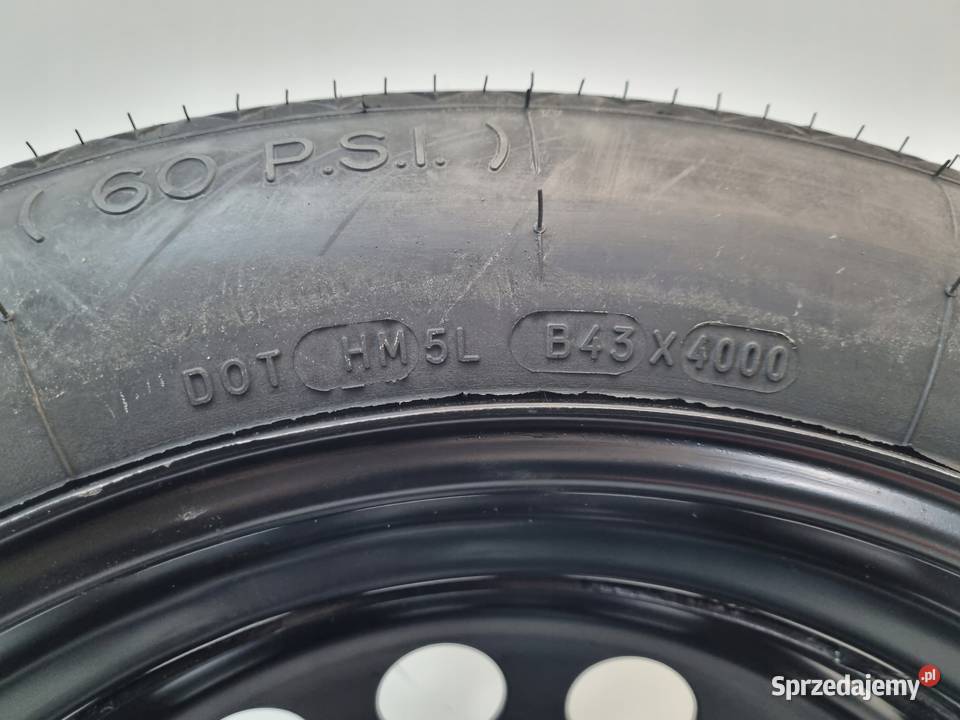 ( 60 P.S.I. )
DOT HM 5L B43 X 4000
Sprzedajemy.pl